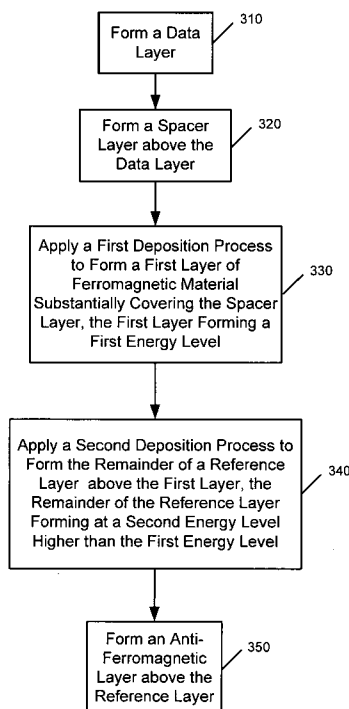 310
Form a Data
Layer
320
Form a Spacer
Layer above the
Data Layer
Apply a First Deposition Process
to Form a First Layer of
Ferromagnetic Material
Substantially Covering the Spacer
Layer, the First Layer Forming a
First Energy Level
330
Apply a Second Deposition Process to
Form the Remainder of a Reference
Layer above the First Layer, the
Remainder of the Reference Layer
Forming at a Second Energy Level
Higher than the First Energy Level
340
Form an Anti-
Ferromagnetic
Layer above the
Reference Layer
350